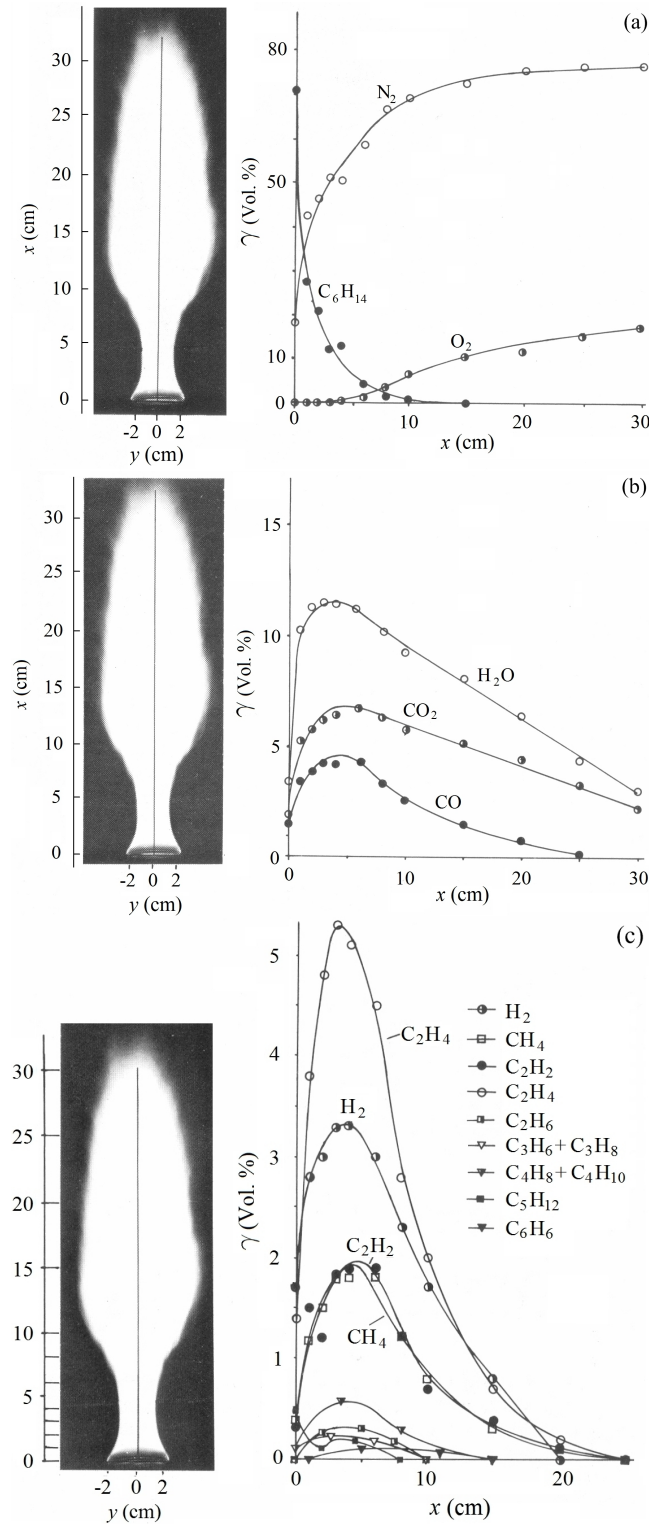 (a)
x (cm)
30
25
20
15
10
5
0
-2 0 2
y (cm)
γ (Vol. %)
80
50
10
0
N₂
C₆H₁₄
O₂
0 10 20 30
x (cm)
(b)
x (cm)
30
25
20
15
10
5
0
-2 0 2
y (cm)
γ (Vol. %)
15
10
5
0
H₂O
CO₂
CO
0 10 20 30
x (cm)
(c)
30
25
20
15
10
5
0
-2 0 2
y (cm)
γ (Vol. %)
5
4
3
2
1
0
C₂H₄
H₂
C₂H₂
CH₄
H₂
CH₄
C₂H₂
C₂H₄
C₂H₆
C₃H₆+C₃H₈
C₄H₈+C₄H₁₀
C₅H₁₂
C₆H₆
0 10 20
x (cm)